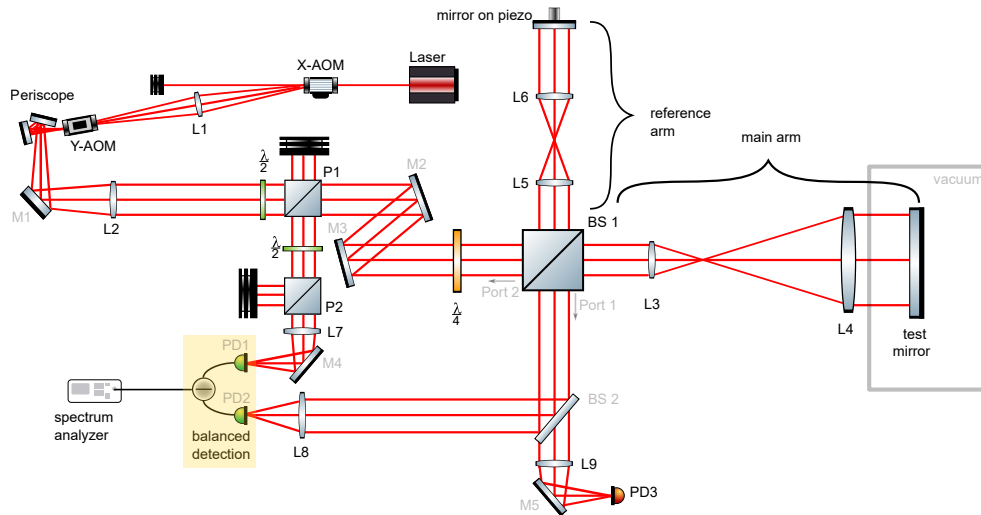 mirror on piezo
Laser
X-AOM
Periscope
L6
Y-AOM
L1
reference
arm
λ/2
P1
M2
main arm
vacuum
L5
M1
L2
M3
BS 1
λ/2
Port 2
Port 1
L3
P2
λ/4
L4
test
mirror
L7
PD1
M4
PD2
BS 2
spectrum
analyzer
balanced
detection
L8
L9
M5
PD3